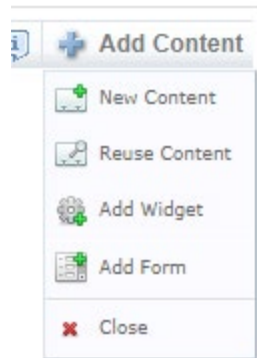 Add Content
New Content
Reuse Content
Add Widget
Add Form
Close